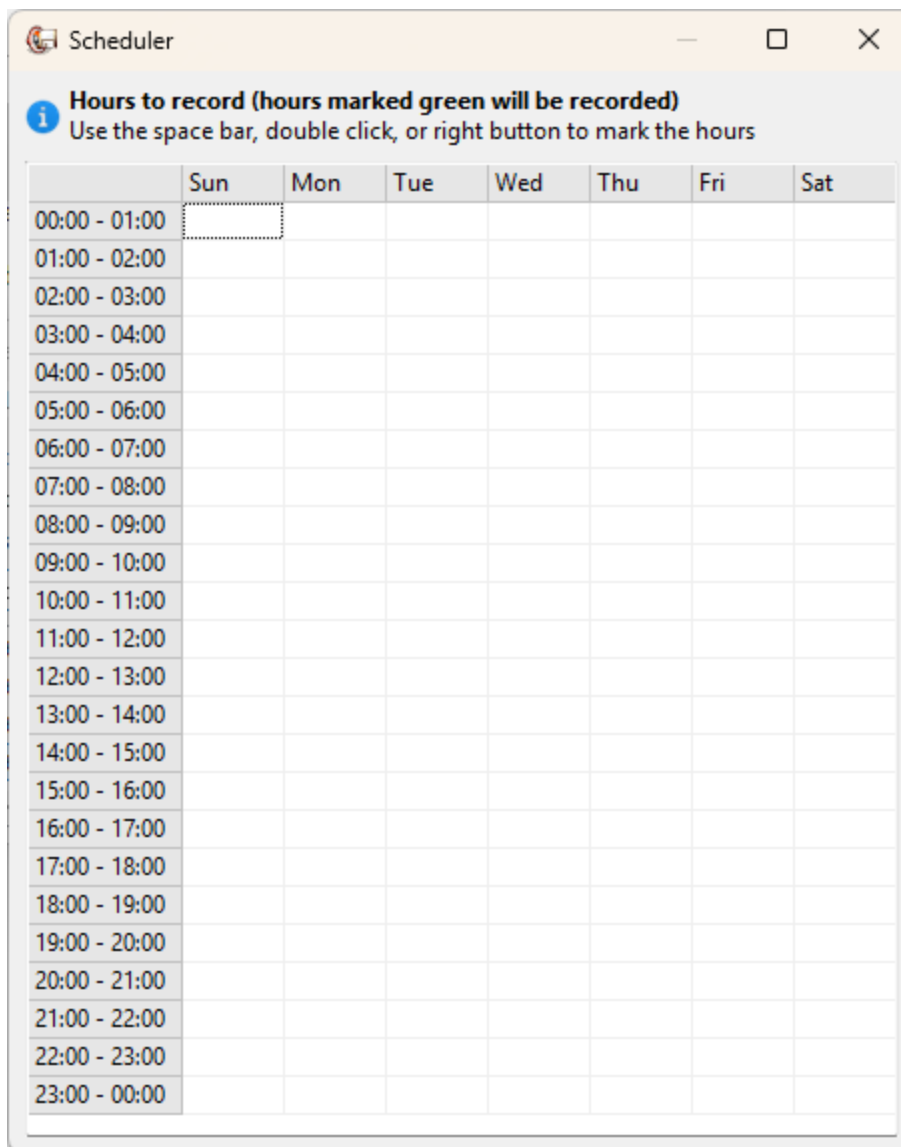 Scheduler
Hours to record (hours marked green will be recorded)
Use the space bar, double click, or right button to mark the hours
Sun Mon Tue Wed Thu Fri Sat
00:00 - 01:00
01:00 - 02:00
02:00 - 03:00
03:00 - 04:00
04:00 - 05:00
05:00 - 06:00
06:00 - 07:00
07:00 - 08:00
08:00 - 09:00
09:00 - 10:00
10:00 - 11:00
11:00 - 12:00
12:00 - 13:00
13:00 - 14:00
14:00 - 15:00
15:00 - 16:00
16:00 - 17:00
17:00 - 18:00
18:00 - 19:00
19:00 - 20:00
20:00 - 21:00
21:00 - 22:00
22:00 - 23:00
23:00 - 00:00